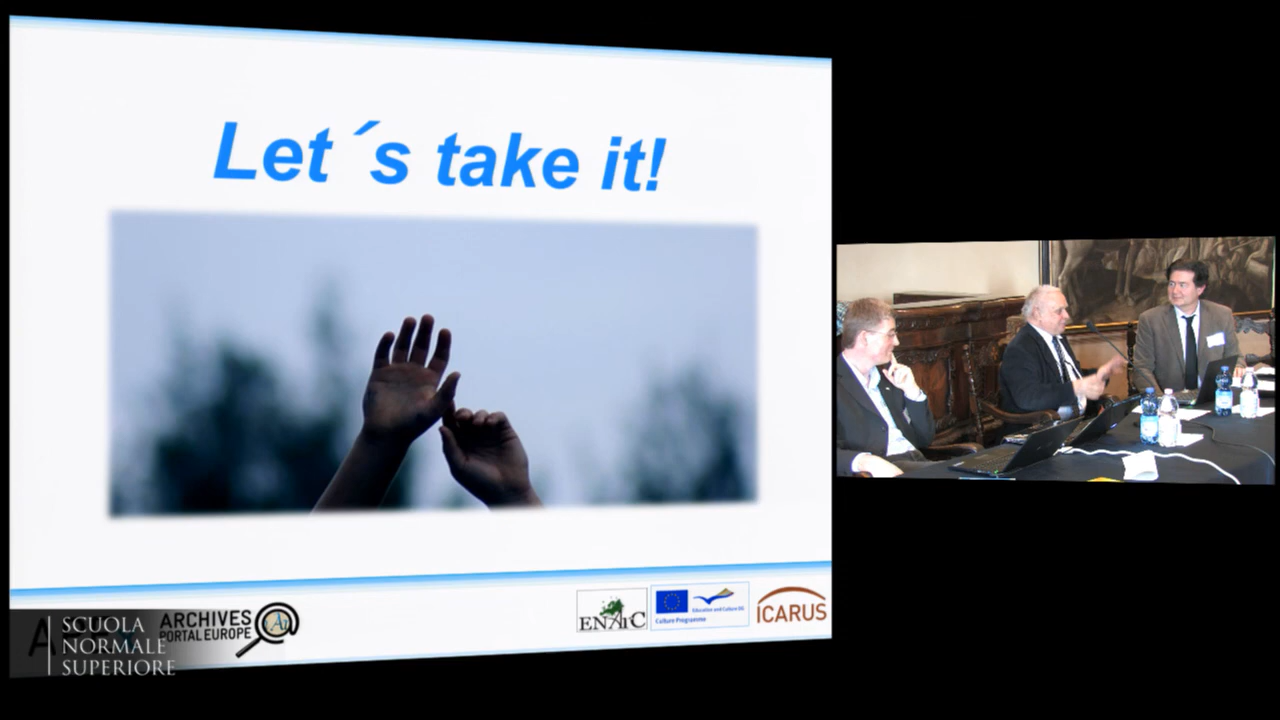 Let´s take it!
ARCHIVES
PORTAL EUROPE
SCUOLA
NORMALE
SUPERIORE
ENArC
Education and Culture DG
Culture Programme
ICARUS